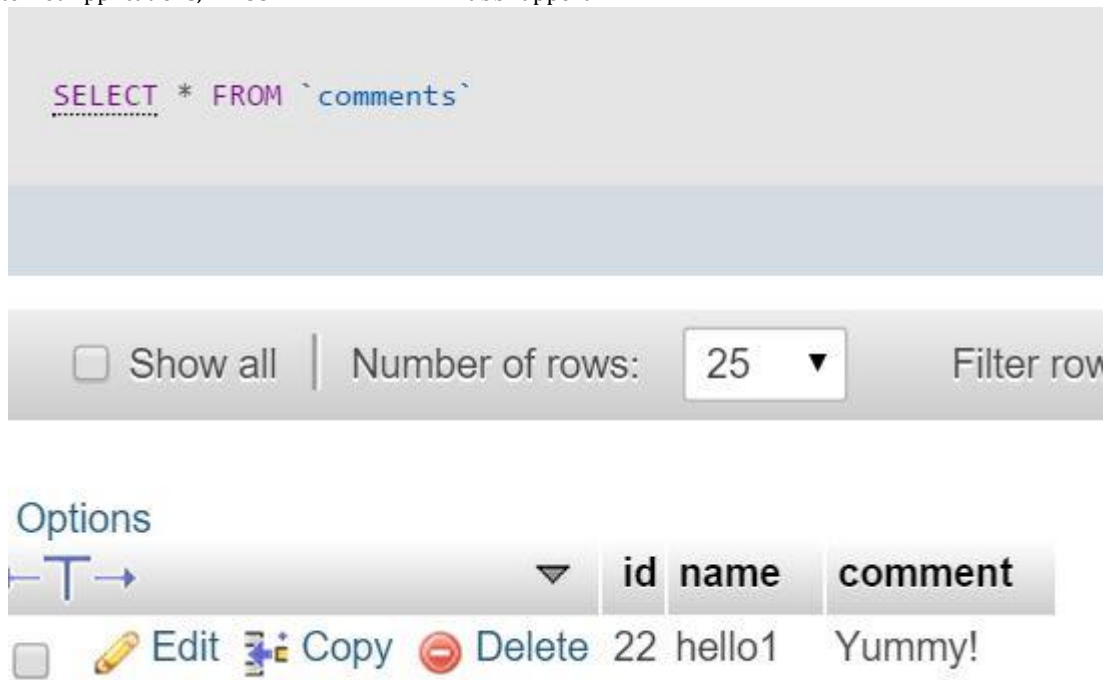 SELECT * FROM `comments`
Show all Number of rows: 25 Filter row
Options
id name comment
Edit Copy Delete 22 hello1 Yummy!